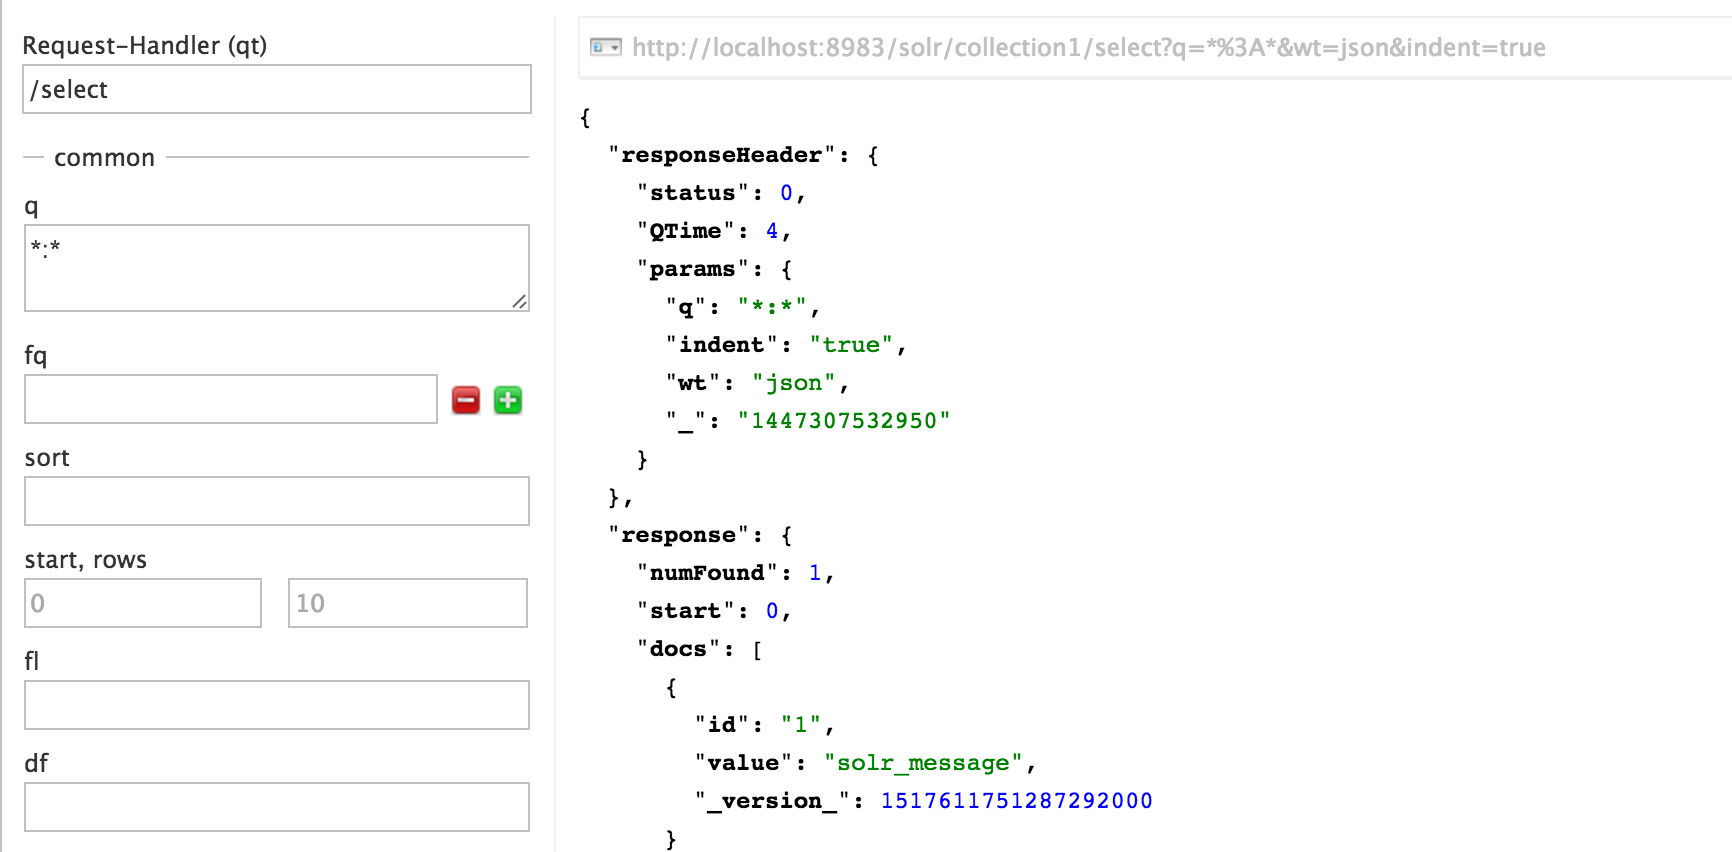 Request-Handler (qt)
/select
common
q
*:*
fq
sort
start, rows
0 10
fl
df
http://localhost:8983/solr/collection1/select?q=*%3A*&wt=json&indent=true
{
"responseHeader": {
"status": 0,
"QTime": 4,
"params": {
"q": "*:*",
"indent": "true",
"wt": "json",
"_": "1447307532950"
}
},
"response": {
"numFound": 1,
"start": 0,
"docs": [
{
"id": "1",
"value": "solr_message",
"_version_": 1517611751287292000
}